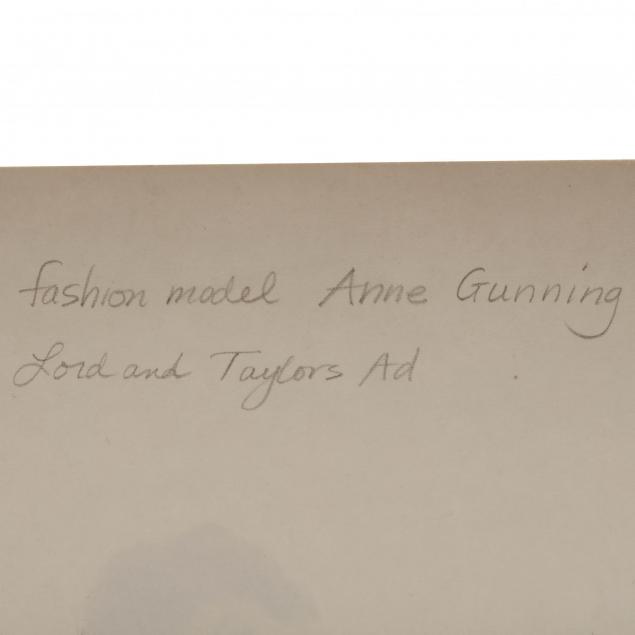 fashion model Anne Gunning
Lord and Taylors Ad